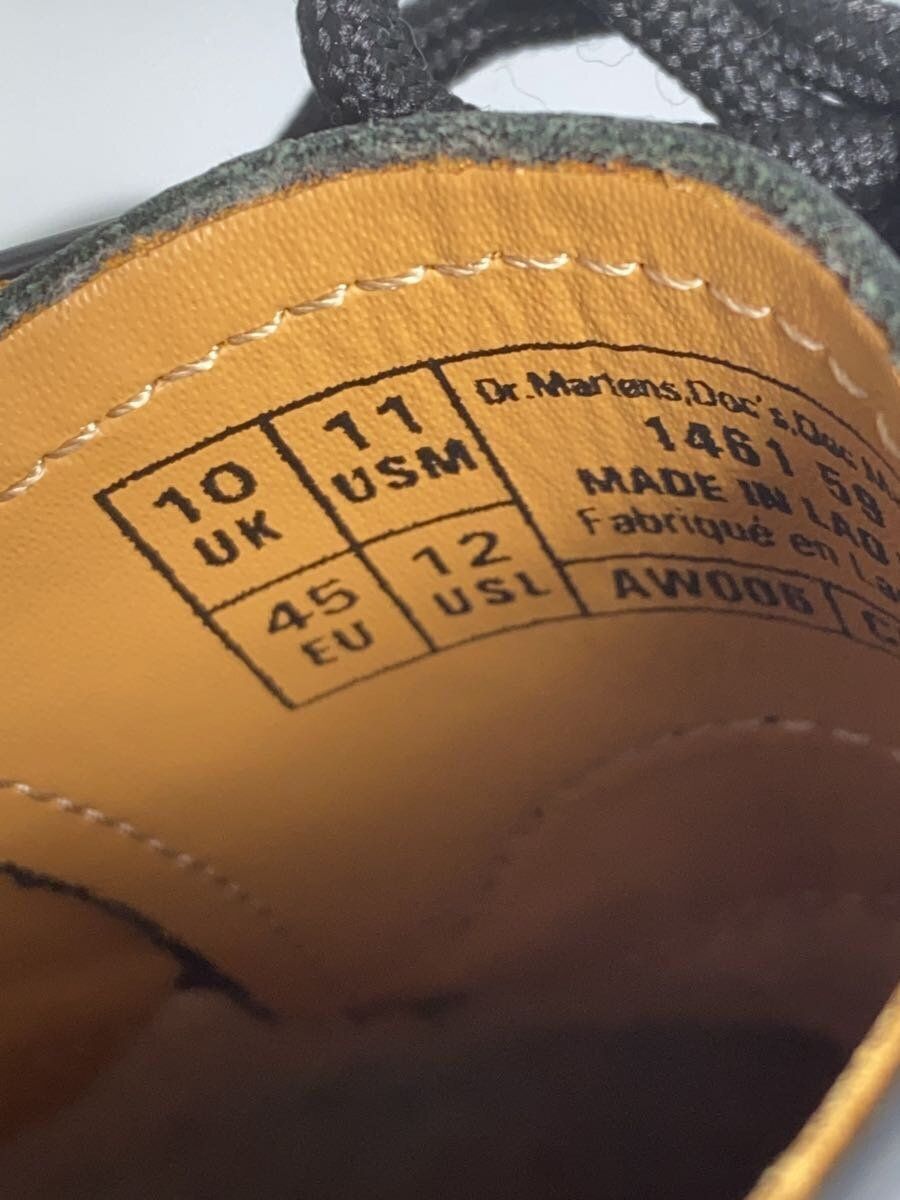 10
UK
11
USM
45
EU
12
USL
Dr.Martens,Doc's,Doc
1461 59
MADE IN LAO
Fabriqué en
AW006